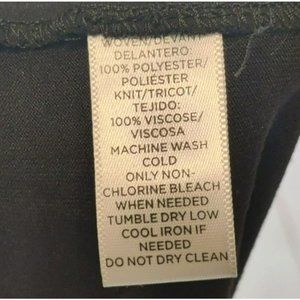 WOVEN/DEVANT/
DELANTERO:
100% POLYESTER/
POLIÉSTER
KNIT/TRICOT/
TEJIDO:
100% VISCOSE/
VISCOSA
MACHINE WASH
COLD
ONLY NON-
CHLORINE BLEACH
WHEN NEEDED
TUMBLE DRY LOW
COOL IRON IF
NEEDED
DO NOT DRY CLEAN